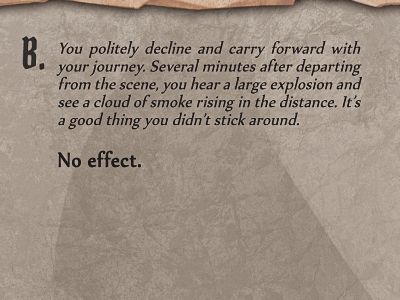 B. You politely decline and carry forward with
your journey. Several minutes after departing
from the scene, you hear a large explosion and
see a cloud of smoke rising in the distance. It's
a good thing you didn't stick around.
No effect.